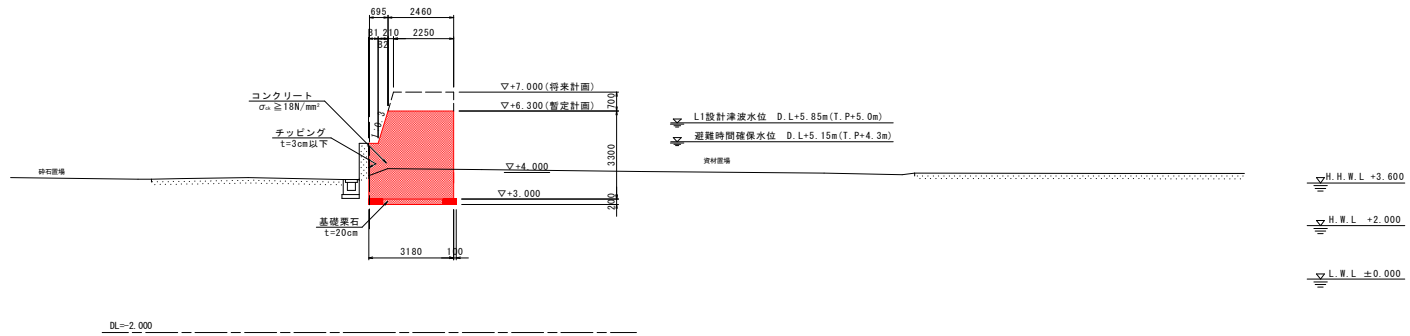 695 2460
81 210 2250
82
▽+7.000(将来計画)
コンクリート
σck ≧18N/mm²
▽+6.300(暫定計画)
700
L1設計津波水位 D.L+5.85m(T.P+5.0m)
チッピング
t=3cm以下
避難時間確保水位 D.L+5.15m(T.P+4.3m)
1:0.3
3300
▽+4.000
資材置場
砕石置場
H.H.W.L +3.600
▽+3.000
200
基礎栗石
t=20cm
H.W.L +2.000
3180 100
L.W.L ±0.000
DL=-2.000